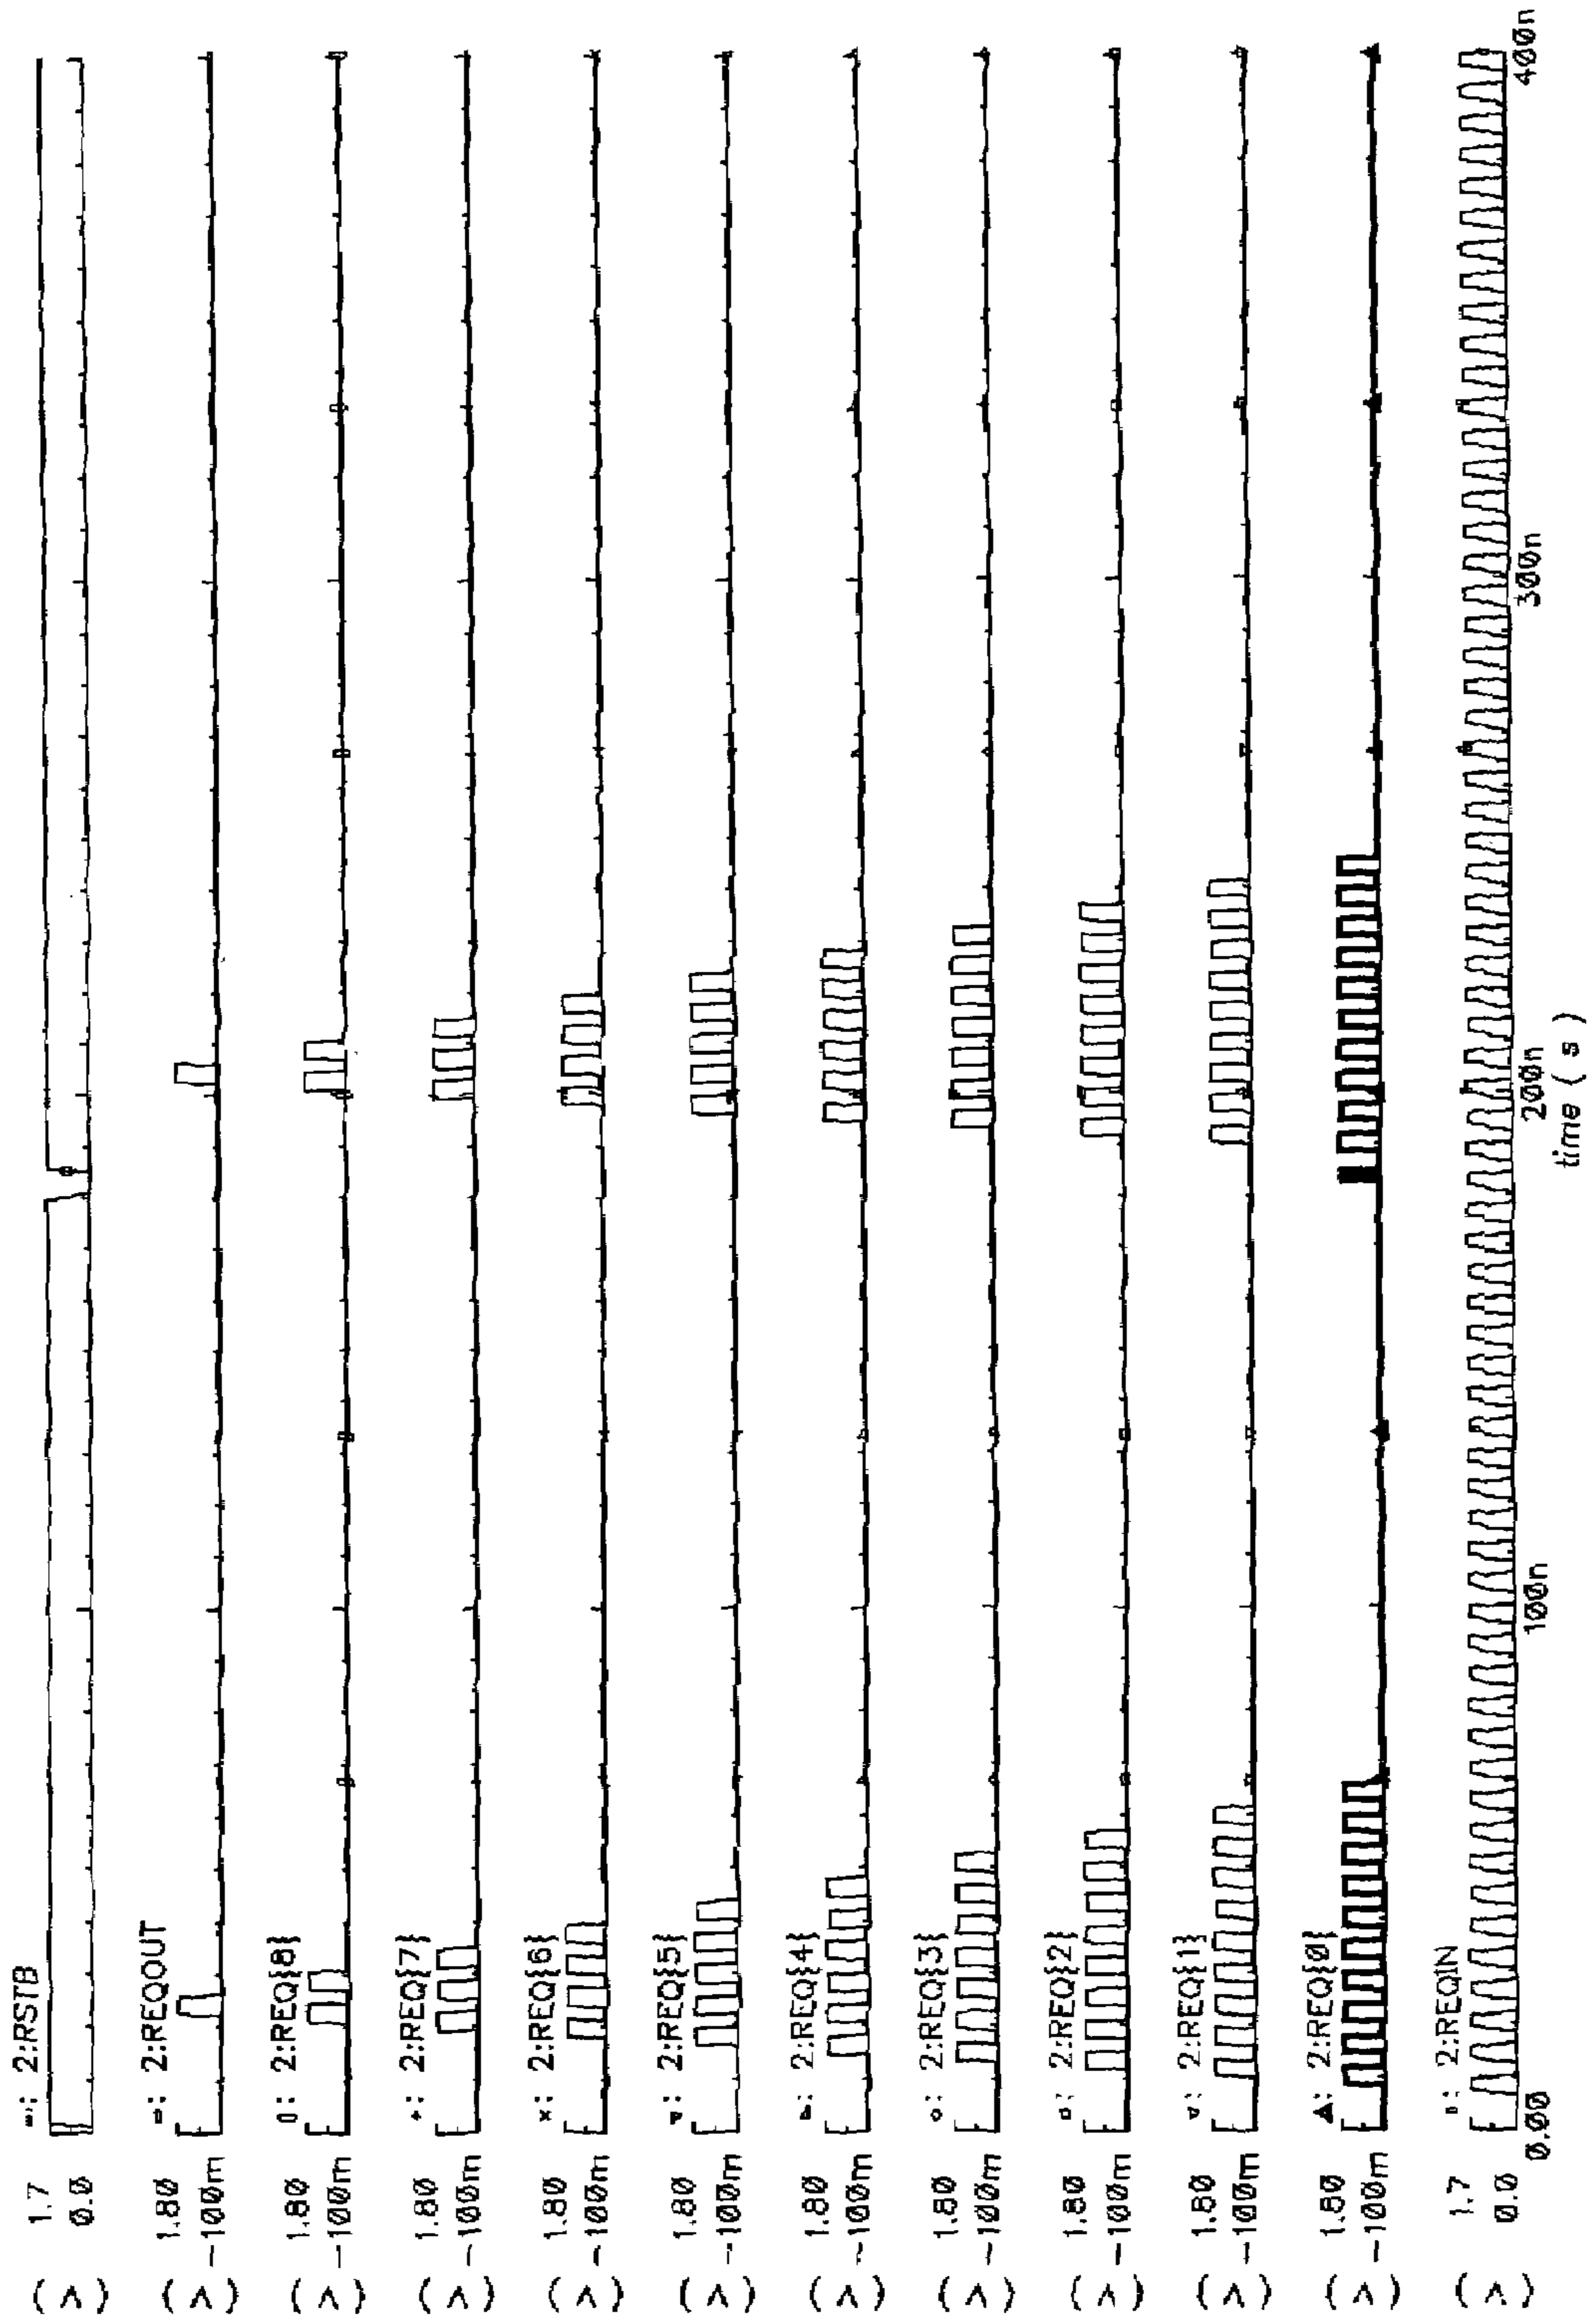 (V) 1.7 0.0 2:RSTB
(V) 1.80 -100m 2:REQOUT
(V) 1.80 -100m 2:REQ{8}
(V) 1.80 -100m 2:REQ{7}
(V) 1.80 -100m 2:REQ{6}
(V) 1.80 -100m 2:REQ{5}
(V) 1.80 -100m 2:REQ{4}
(V) 1.80 -100m 2:REQ{3}
(V) 1.80 -100m 2:REQ{2}
(V) 1.80 -100m 2:REQ{1}
(V) 1.80 -100m 2:REQ{0}
(V) 1.7 0.0 2:REQIN
0.00 100n 200n 300n 400n
time ( s )